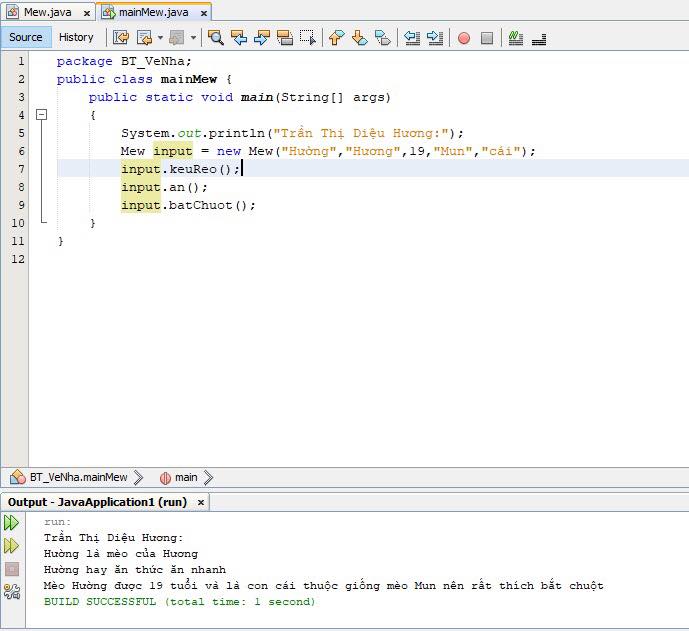 Mew.java x mainMew.java x
Source History
1 package BT_VeNha;
2 public class mainMew {
3 public static void main(String[] args)
4 {
5 System.out.println("Trần Thị Diệu Hương:");
6 Mew input = new Mew("Hường","Hương",19,"Mun","cái");
7 input.keuReo();
8 input.an();
9 input.batChuot();
10 }
11 }
12
BT_VeNha.mainMew main
Output - JavaApplication1 (run) x
run:
Trần Thị Diệu Hương:
Hường là mèo của Hương
Hường hay ăn thức ăn nhanh
Mèo Hường được 19 tuổi và là con cái thuộc giống mèo Mun nên rất thích bắt chuột
BUILD SUCCESSFUL (total time: 1 second)